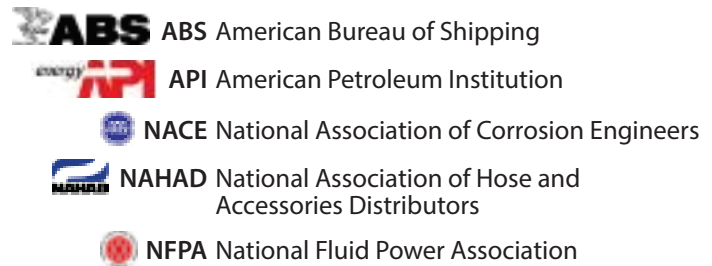 ABS ABS American Bureau of Shipping
energy API API American Petroleum Institution
NACE National Association of Corrosion Engineers
NAHAD NAHAD National Association of Hose and
Accessories Distributors
NFPA National Fluid Power Association